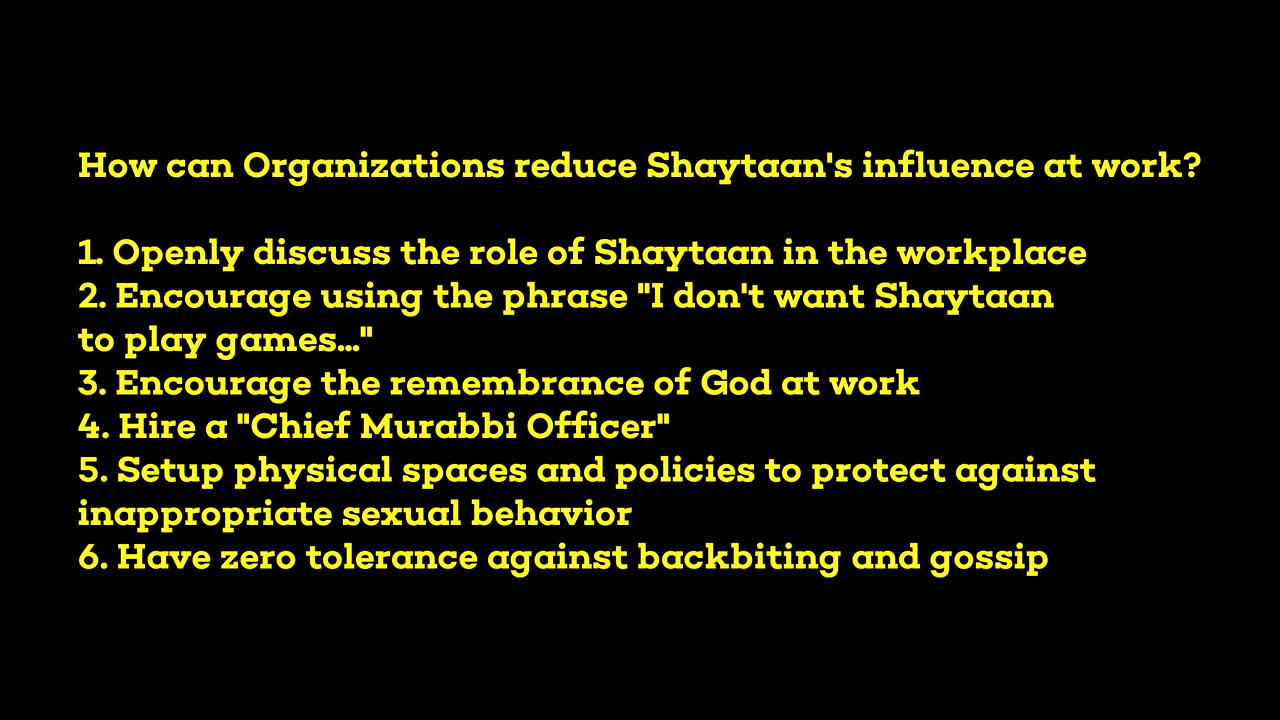 How can Organizations reduce Shaytaan's influence at work?
1. Openly discuss the role of Shaytaan in the workplace
2. Encourage using the phrase "I don't want Shaytaan
to play games..."
3. Encourage the remembrance of God at work
4. Hire a "Chief Murabbi Officer"
5. Setup physical spaces and policies to protect against
inappropriate sexual behavior
6. Have zero tolerance against backbiting and gossip